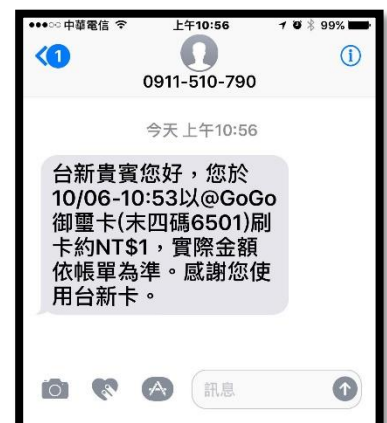 中華電信 上午10:56 99%
1
0911-510-790
今天 上午10:56
台新貴賓您好，您於
10/06-10:53以@GoGo
御璽卡(末四碼6501)刷
卡約NT$1，實際金額
依帳單為準。感謝您使
用台新卡。
訊息